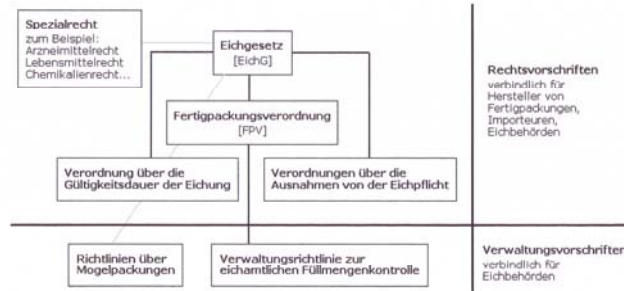 Spezialrecht
zum Beispiel:
Arzneimittelrecht
Lebensmittelrecht
Chemikalienrecht...
Eichgesetz
[EichG]
Fertigpackungsverordnung
[FPV]
Verordnung über die
Gültigkeitsdauer der Eichung
Verordnungen über die
Ausnahmen von der Eichpflicht
Rechtsvorschriften
verbindlich für
Hersteller von
Fertigpackungen,
Importeuren,
Eichbehörden
Richtlinien über
Mogelpackungen
Verwaltungsrichtlinie zur
eichamtlichen Füllmengenkontrolle
Verwaltungsvorschriften
verbindlich für
Eichbehörden